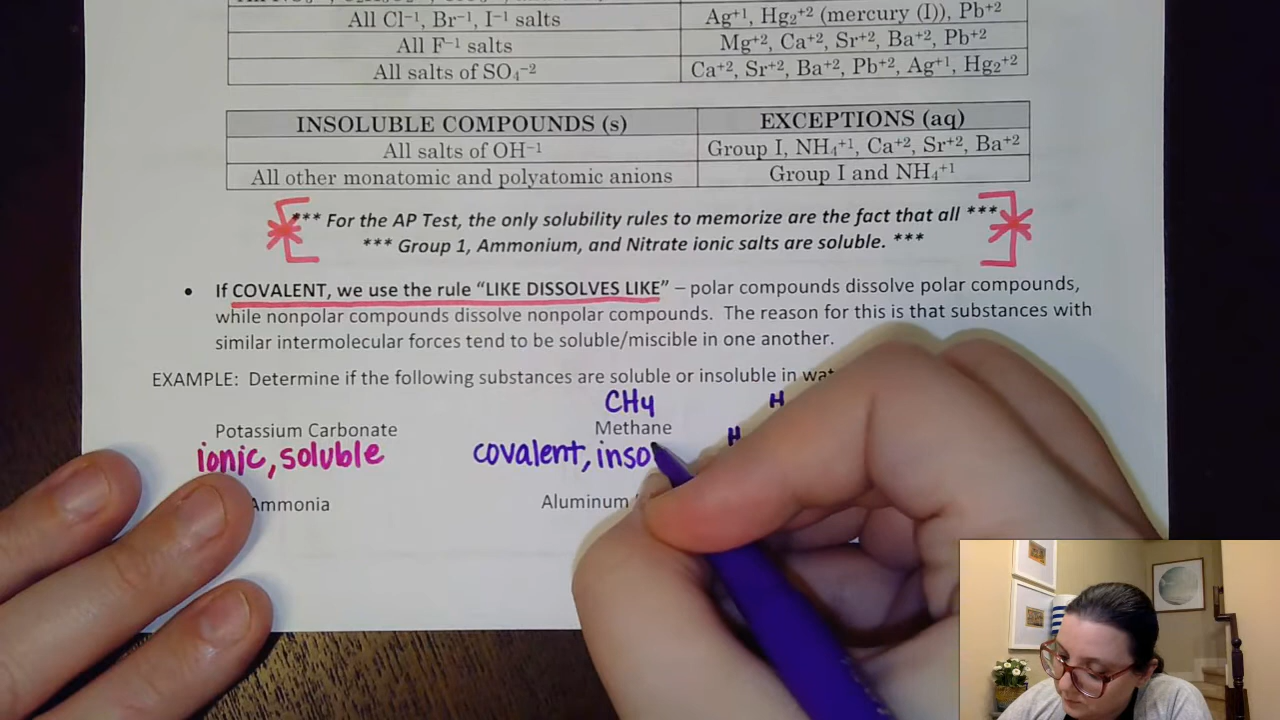 All Cl⁻¹, Br⁻¹, I⁻¹ salts Ag⁺¹, Hg₂⁺² (mercury (I)), Pb⁺²
All F⁻¹ salts Mg⁺², Ca⁺², Sr⁺², Ba⁺², Pb⁺²
All salts of SO₄⁻² Ca⁺², Sr⁺², Ba⁺², Pb⁺², Ag⁺¹, Hg₂⁺²
INSOLUBLE COMPOUNDS (s) EXCEPTIONS (aq)
All salts of OH⁻¹ Group I, NH₄⁺¹, Ca⁺², Sr⁺², Ba⁺²
All other monatomic and polyatomic anions Group I and NH₄⁺¹
*** For the AP Test, the only solubility rules to memorize are the fact that all ***
*** Group 1, Ammonium, and Nitrate ionic salts are soluble. ***
• If COVALENT, we use the rule “LIKE DISSOLVES LIKE” – polar compounds dissolve polar compounds,
while nonpolar compounds dissolve nonpolar compounds. The reason for this is that substances with
similar intermolecular forces tend to be soluble/miscible in one another.
EXAMPLE: Determine if the following substances are soluble or insoluble in
CH4 H
Potassium Carbonate Methane H
ionic, soluble covalent, inso
Ammonia Aluminum